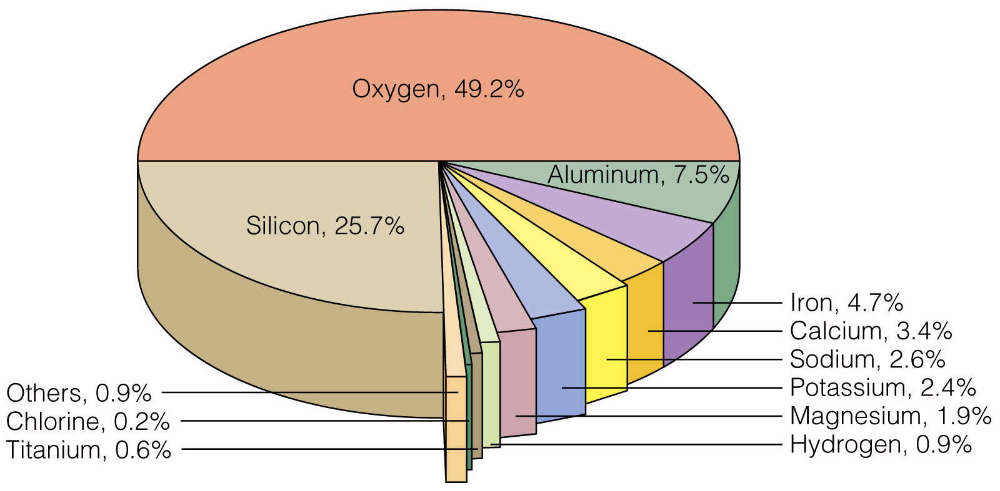 Oxygen, 49.2%
Aluminum, 7.5%
Silicon, 25.7%
Iron, 4.7%
Calcium, 3.4%
Sodium, 2.6%
Potassium, 2.4%
Magnesium, 1.9%
Hydrogen, 0.9%
Others, 0.9%
Chlorine, 0.2%
Titanium, 0.6%